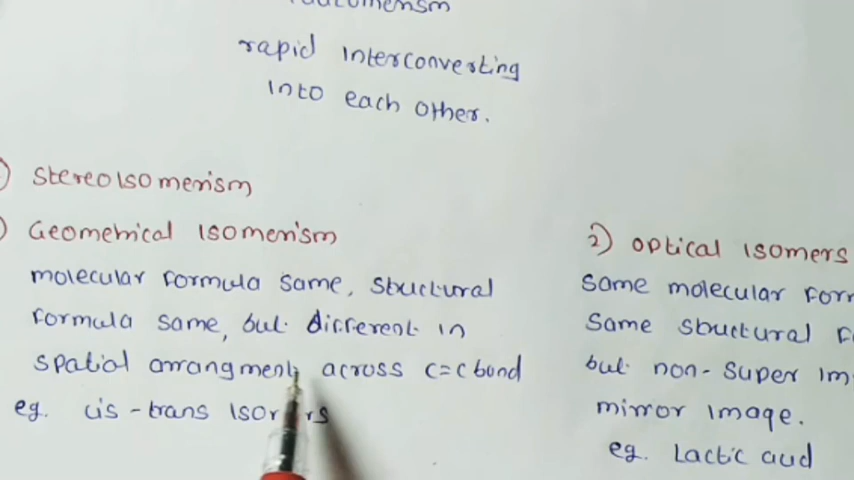 rapid interconverting
into each other.
Stereoisomerism
Geometrical isomerism
molecular formula same, structural
formula same, but different in
spatial arrangment across c=c bond
eg. cis-trans
2) optical isomers
same molecular
same structural
but non-super
mirror image.
eg. Lactic acid